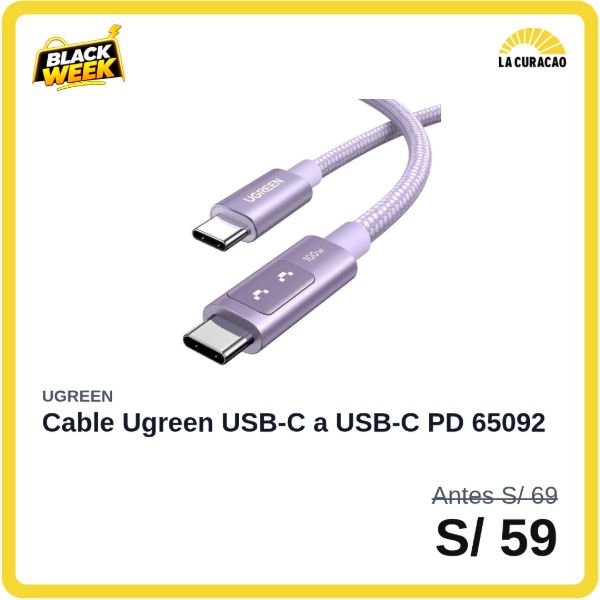 BLACK
WEEK
LA CURACAO
UGREEN
100W
UGREEN
Cable Ugreen USB-C a USB-C PD 65092
Antes S/ 69
S/ 59